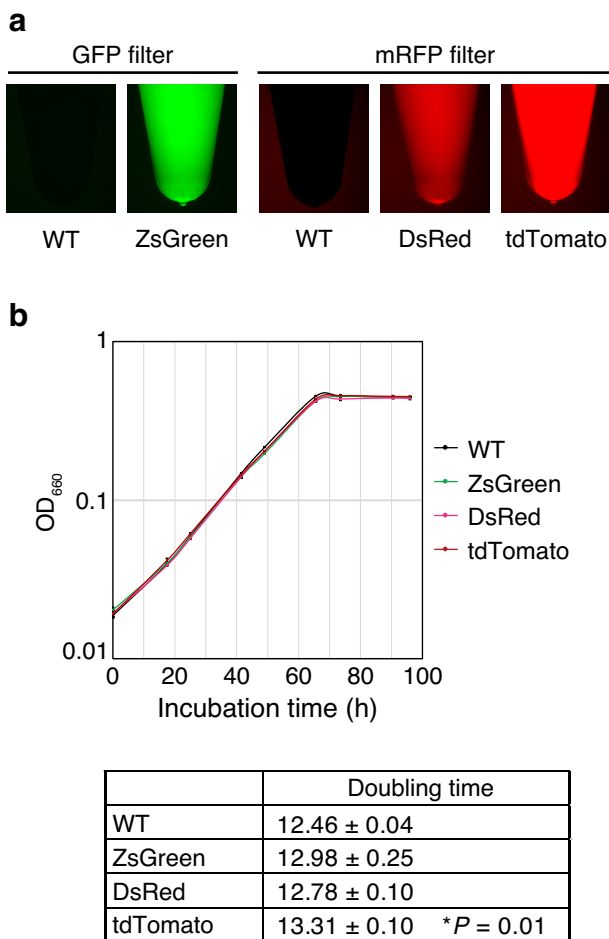 a
GFP filter mRFP filter
WT ZsGreen WT DsRed tdTomato
b
1
0.1
0.01
OD660
0 20 40 60 80 100
Incubation time (h)
WT
ZsGreen
DsRed
tdTomato
Doubling time
WT 12.46 ± 0.04
ZsGreen 12.98 ± 0.25
DsRed 12.78 ± 0.10
tdTomato 13.31 ± 0.10 *P = 0.01